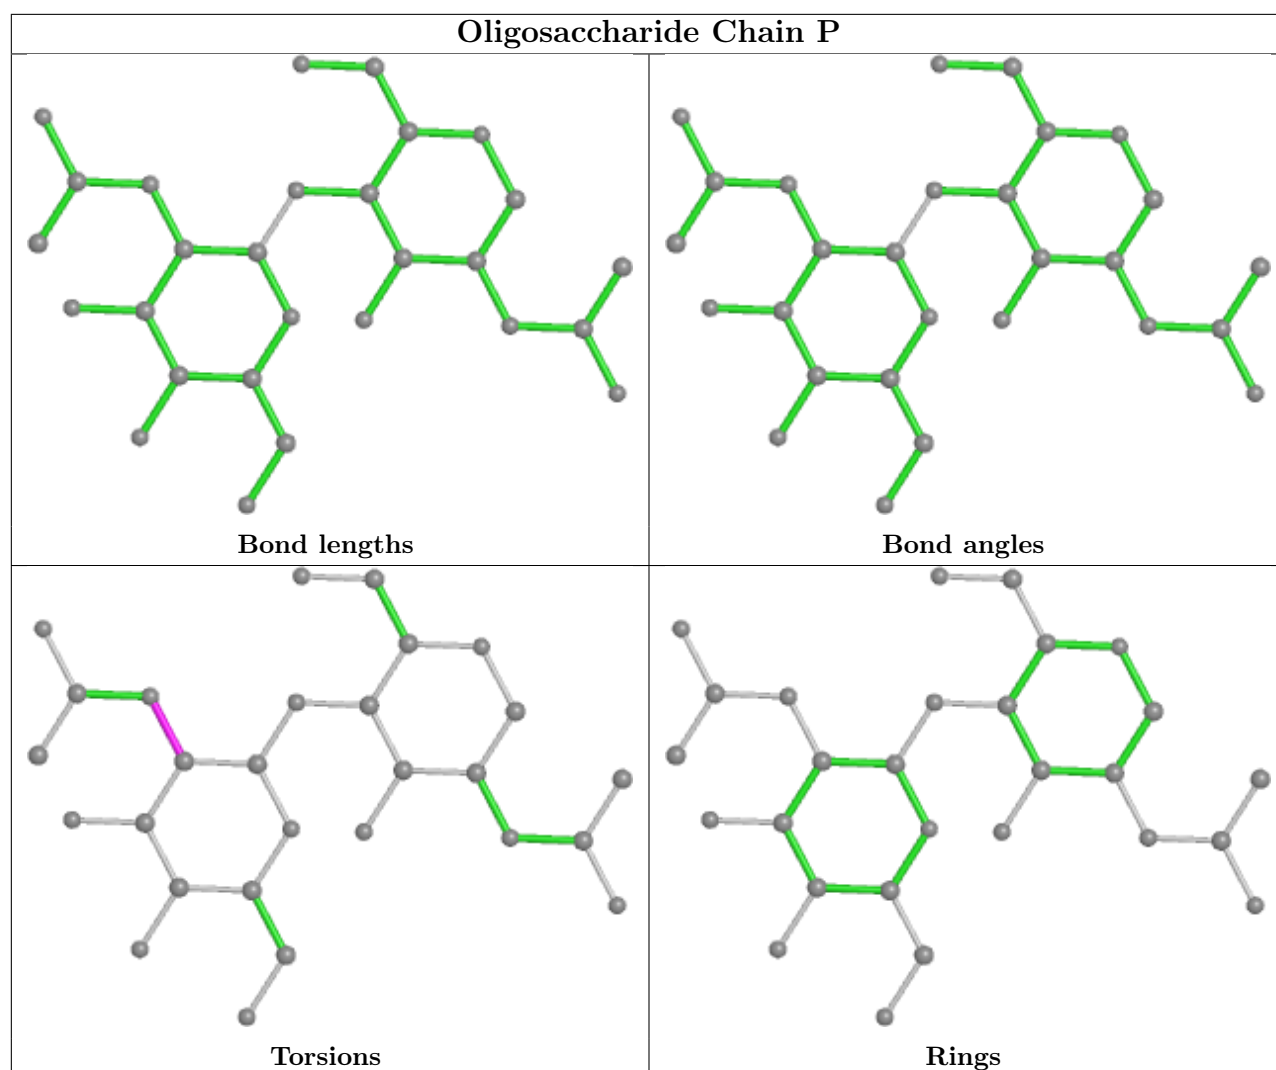 Oligosaccharide Chain P
Bond lengths
Bond angles
Torsions
Rings